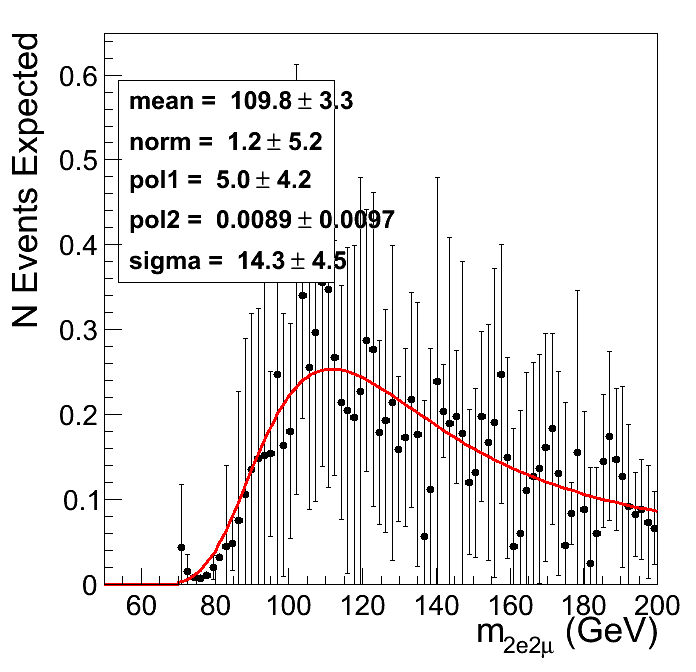 N Events Expected
0.6
0.5
0.4
0.3
0.2
0.1
0
mean = 109.8 ± 3.3
norm = 1.2 ± 5.2
pol1 = 5.0 ± 4.2
pol2 = 0.0089 ± 0.0097
sigma = 14.3 ± 4.5
60 80 100 120 140 160 180 200
m2e2μ (GeV)